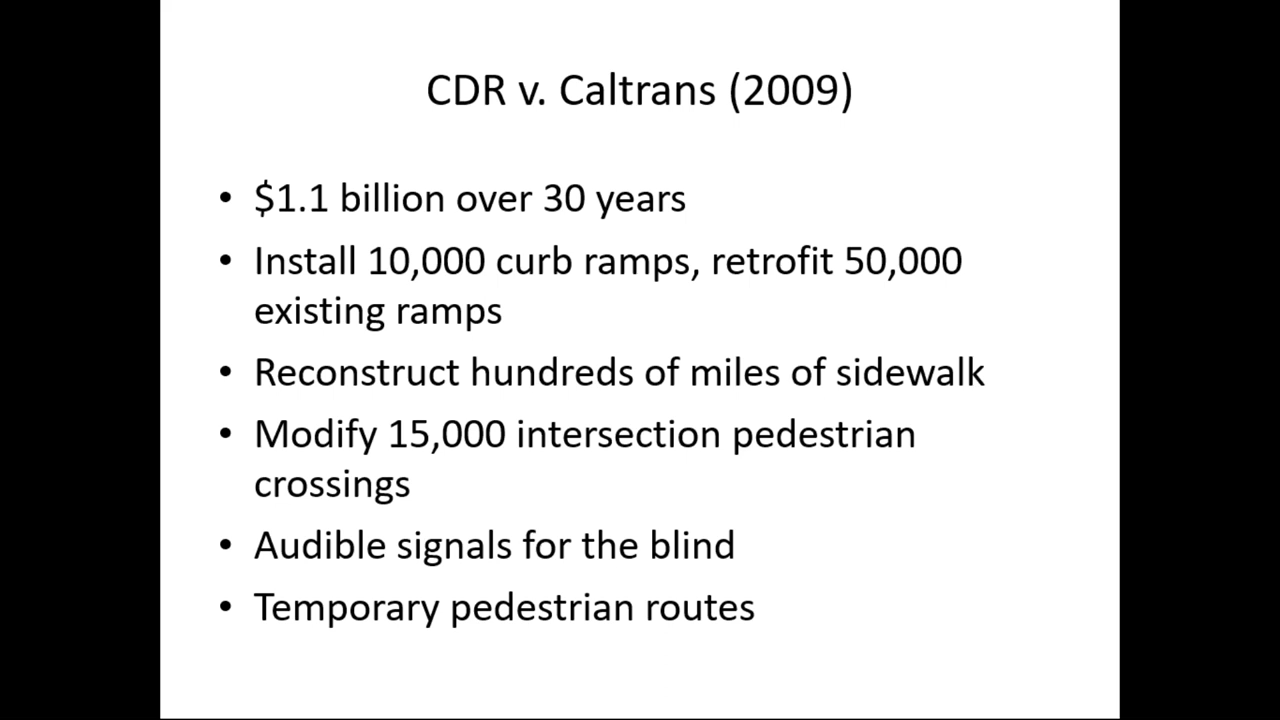 CDR v. Caltrans (2009)
• $1.1 billion over 30 years
• Install 10,000 curb ramps, retrofit 50,000
existing ramps
• Reconstruct hundreds of miles of sidewalk
• Modify 15,000 intersection pedestrian
crossings
• Audible signals for the blind
• Temporary pedestrian routes